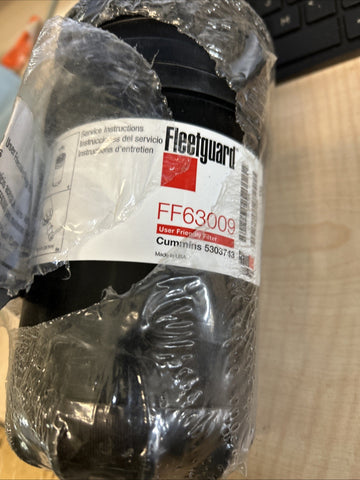 Service Instructions
Instrucciones del servicio
Instructions d'entretien
Fleetguard
FF63009
User Friendly Filter
Cummins 5303743
Made in USA